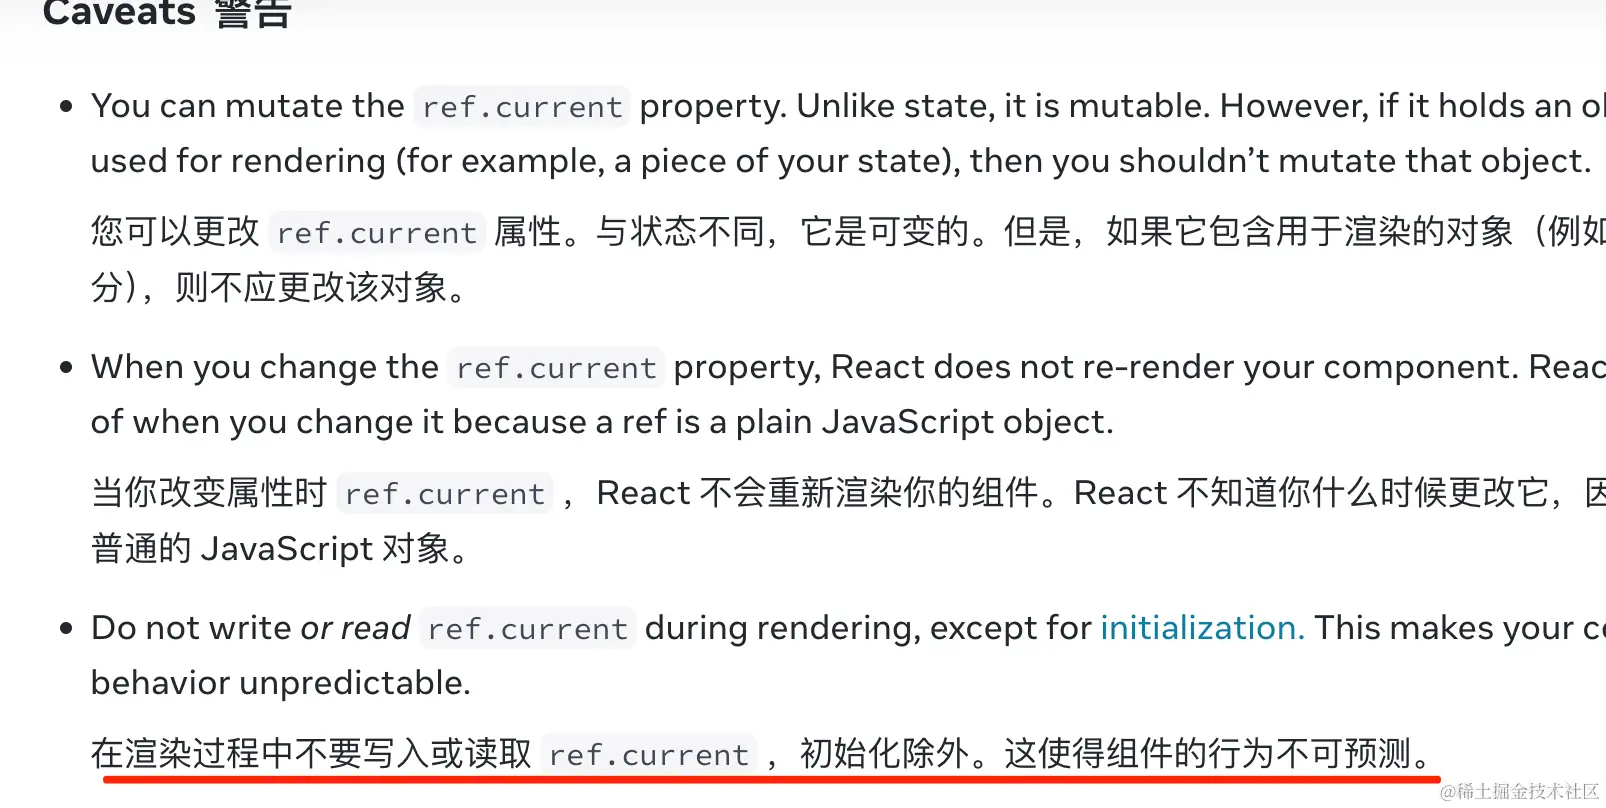 Caveats 警告
You can mutate the ref.current property. Unlike state, it is mutable. However, if it holds an
used for rendering (for example, a piece of your state), then you shouldn’t mutate that object.
您可以更改 ref.current 属性。与状态不同，它是可变的。但是，如果它包含用于渲染的对象（例如
分），则不应更改该对象。
When you change the ref.current property, React does not re-render your component.
of when you change it because a ref is a plain JavaScript object.
当你改变属性时 ref.current ，React 不会重新渲染你的组件。React 不知道你什么时候更改它，因
普通的 JavaScript 对象。
Do not write or read ref.current during rendering, except for initialization. This makes your
behavior unpredictable.
在渲染过程中不要写入或读取 ref.current ，初始化除外。这使得组件的行为不可预测。
@稀土掘金技术社区